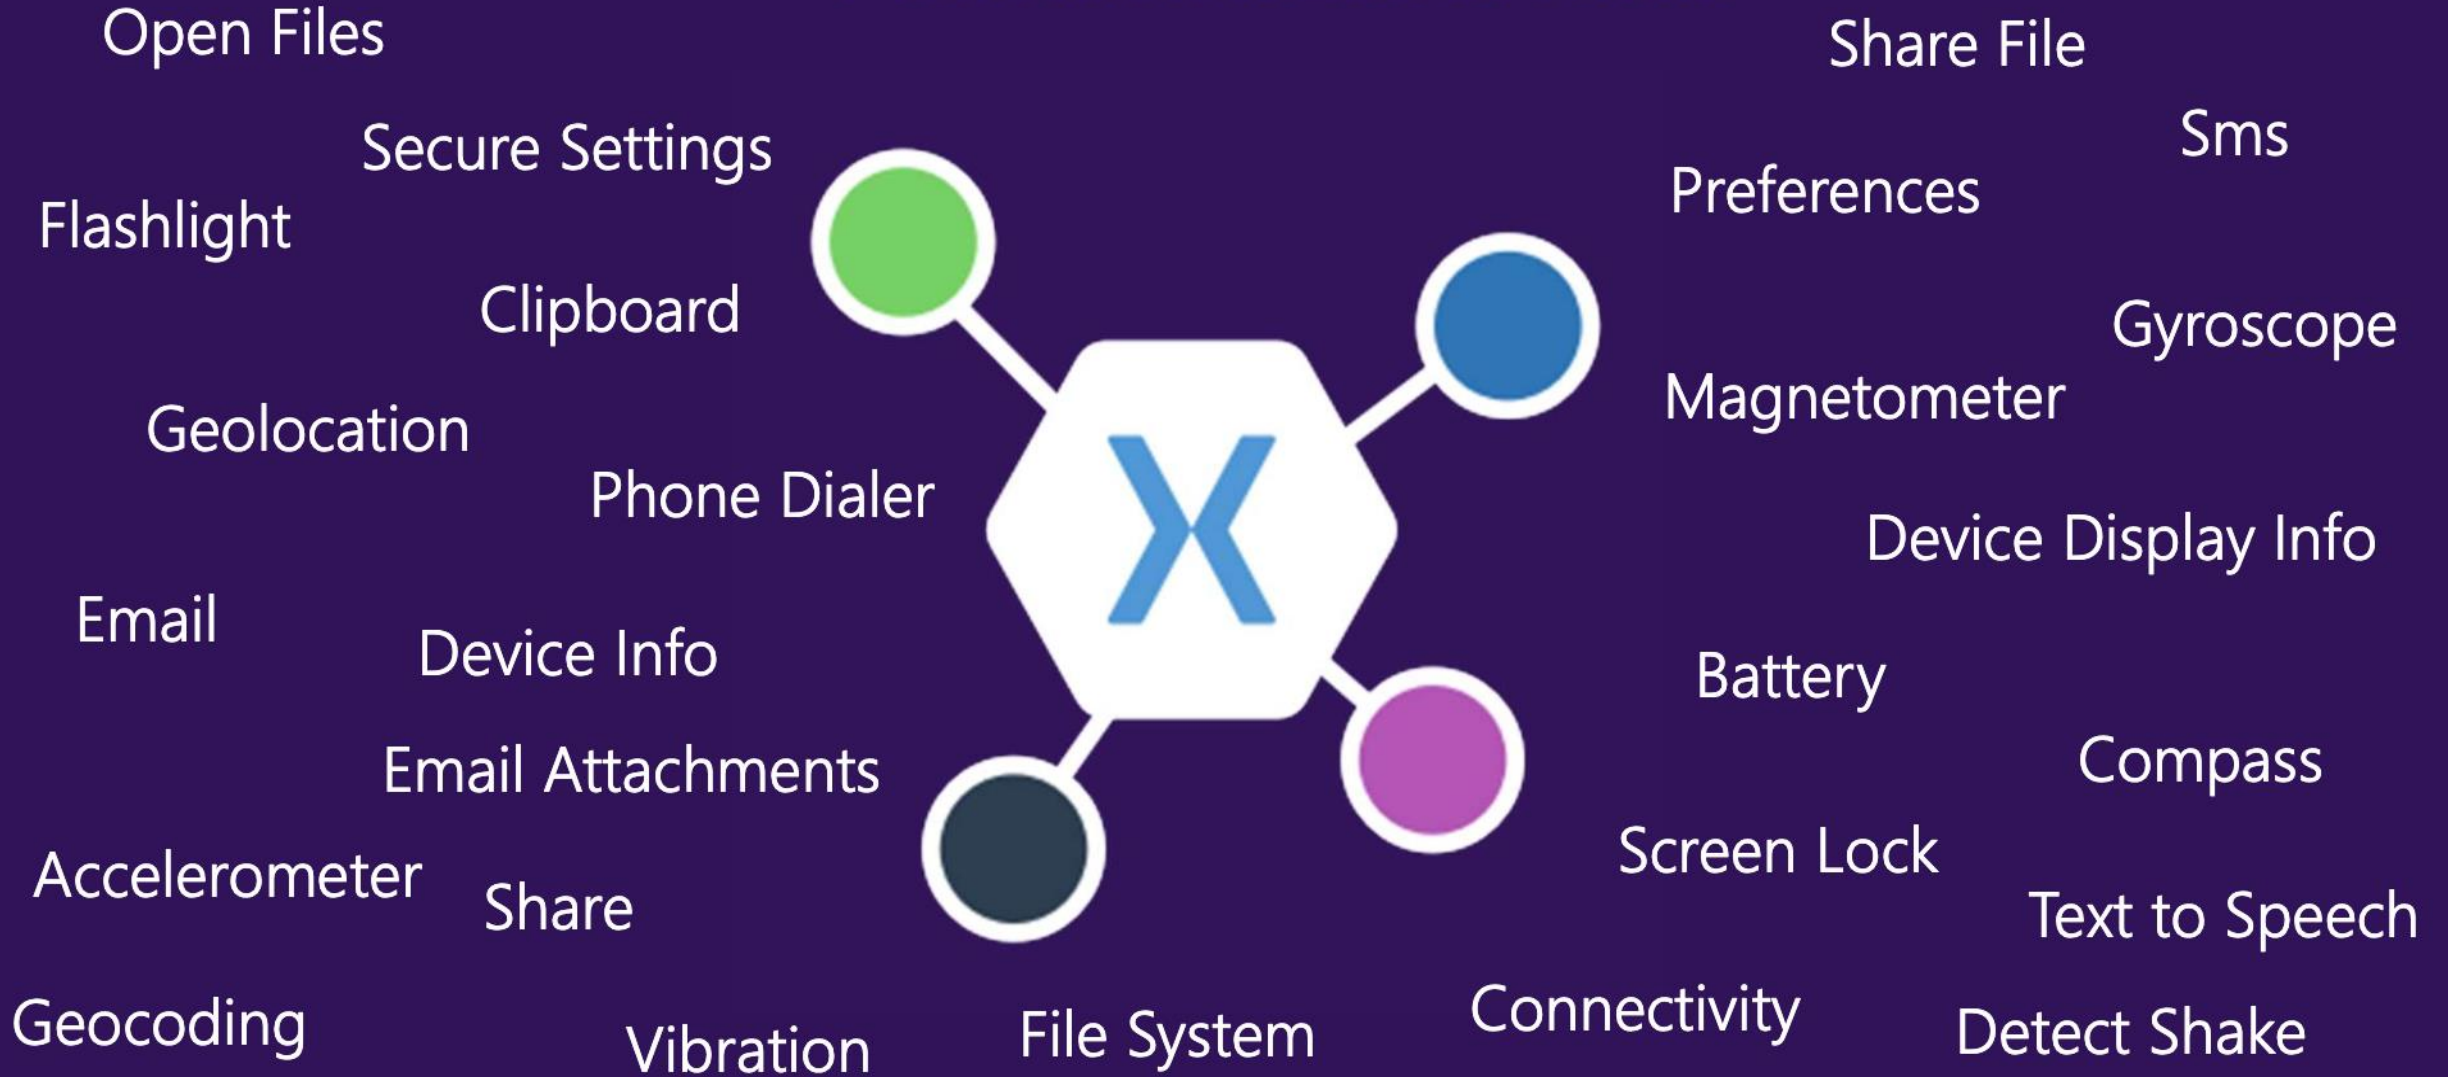 Open Files
Share File
Secure Settings
Sms
Preferences
Flashlight
Clipboard
Gyroscope
Magnetometer
Geolocation
Phone Dialer
Device Display Info
Email
Device Info
Battery
Email Attachments
Compass
Screen Lock
Accelerometer
Share
Text to Speech
Connectivity
Geocoding
Vibration
File System
Detect Shake
X